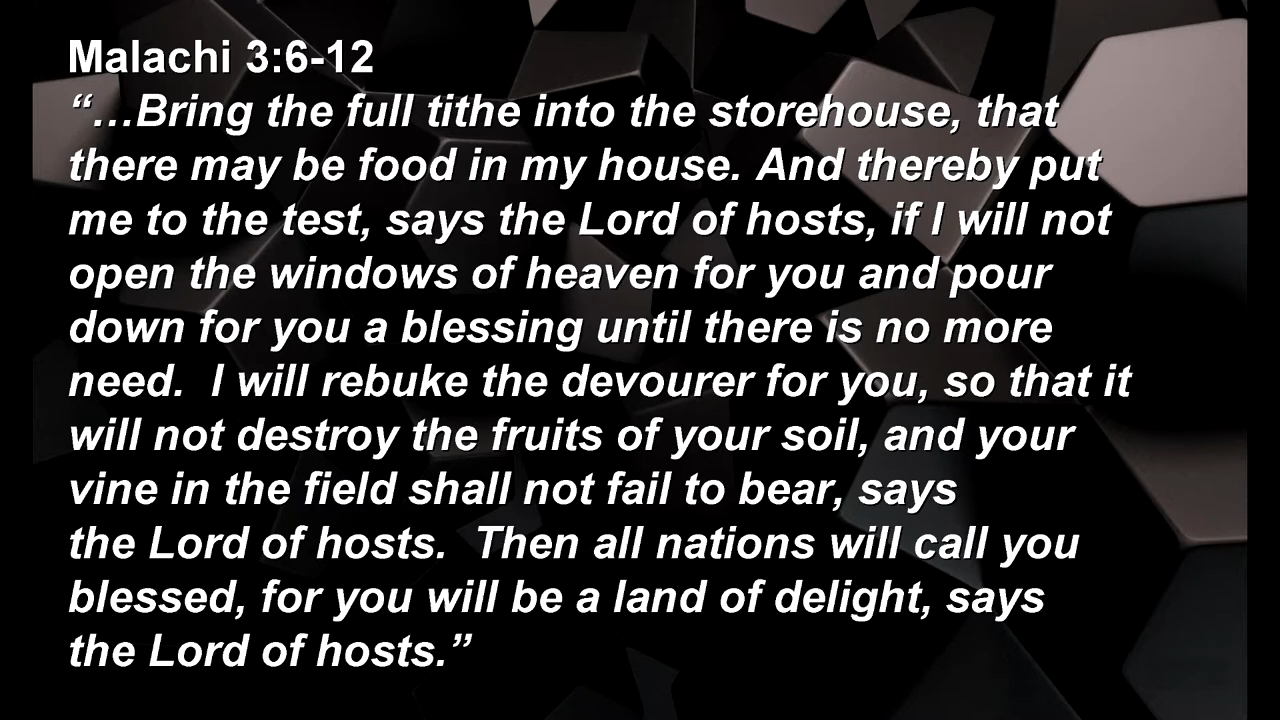 Malachi 3:6-12
“…Bring the full tithe into the storehouse, that
there may be food in my house. And thereby put
me to the test, says the Lord of hosts, if I will not
open the windows of heaven for you and pour
down for you a blessing until there is no more
need.  I will rebuke the devourer for you, so that it
will not destroy the fruits of your soil, and your
vine in the field shall not fail to bear, says
the Lord of hosts.  Then all nations will call you
blessed, for you will be a land of delight, says
the Lord of hosts.”